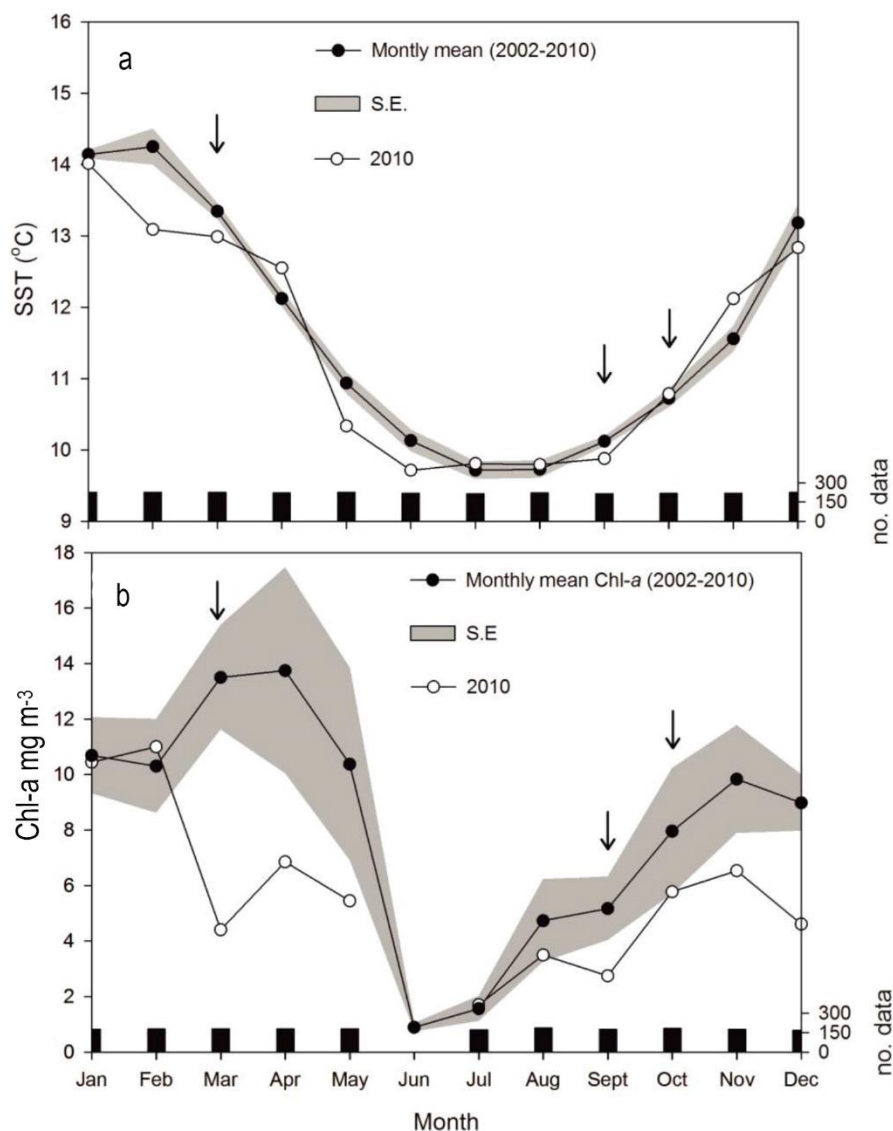 a
Montly mean (2002-2010)
S.E.
2010
SST (°C)
16
15
14
13
12
11
10
9
300
150
0
no. data
b
Monthly mean Chl-a (2002-2010)
S.E
2010
Chl-a mg m-3
18
16
14
12
10
8
6
4
2
0
300
150
0
no. data
Jan Feb Mar Apr May Jun Jul Aug Sept Oct Nov Dec
Month